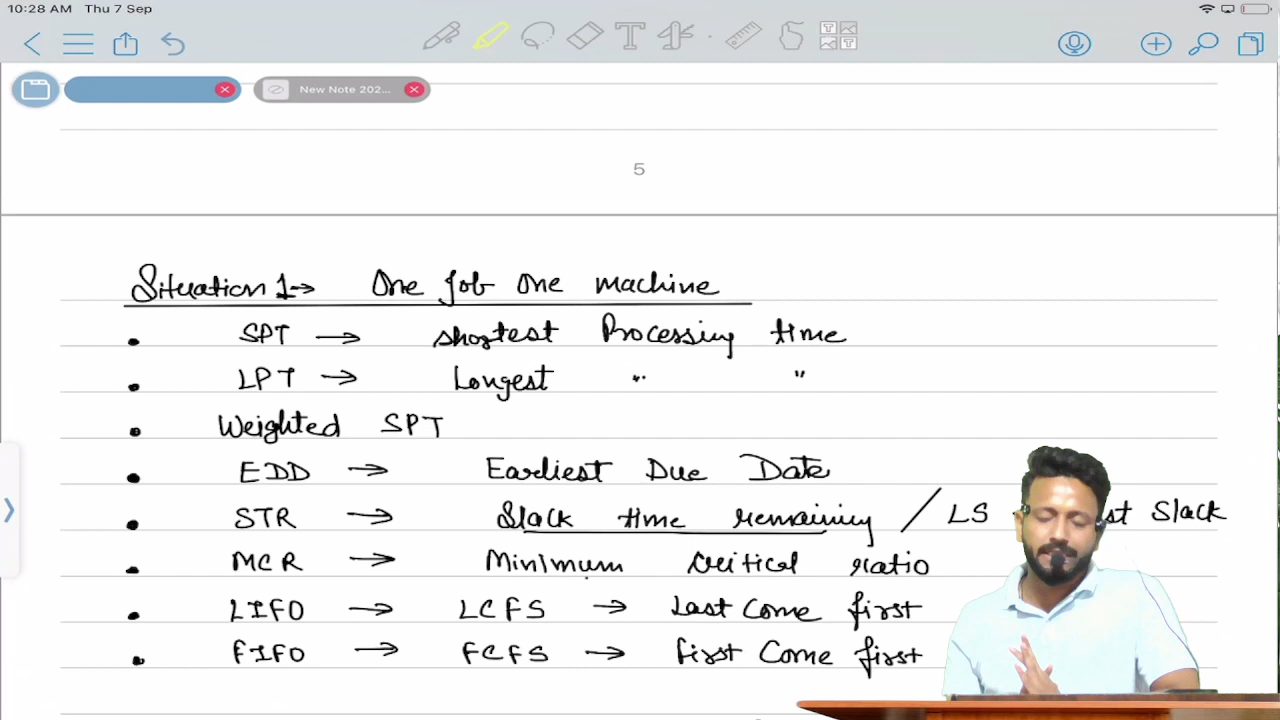 10:28 AM Thu 7 Sep
New Note 202...
5
Situation 1→ One Job One machine
• SPT → shortest Processing time
• LPT → Longest " "
• Weighted SPT
• EDD → Earliest Due Date
• STR → Slack time remaining / LS st Slack
• MCR → Minimum critical ratio
• LIFO → LCFS → Last Come first
• FIFO → FCFS → first Come first